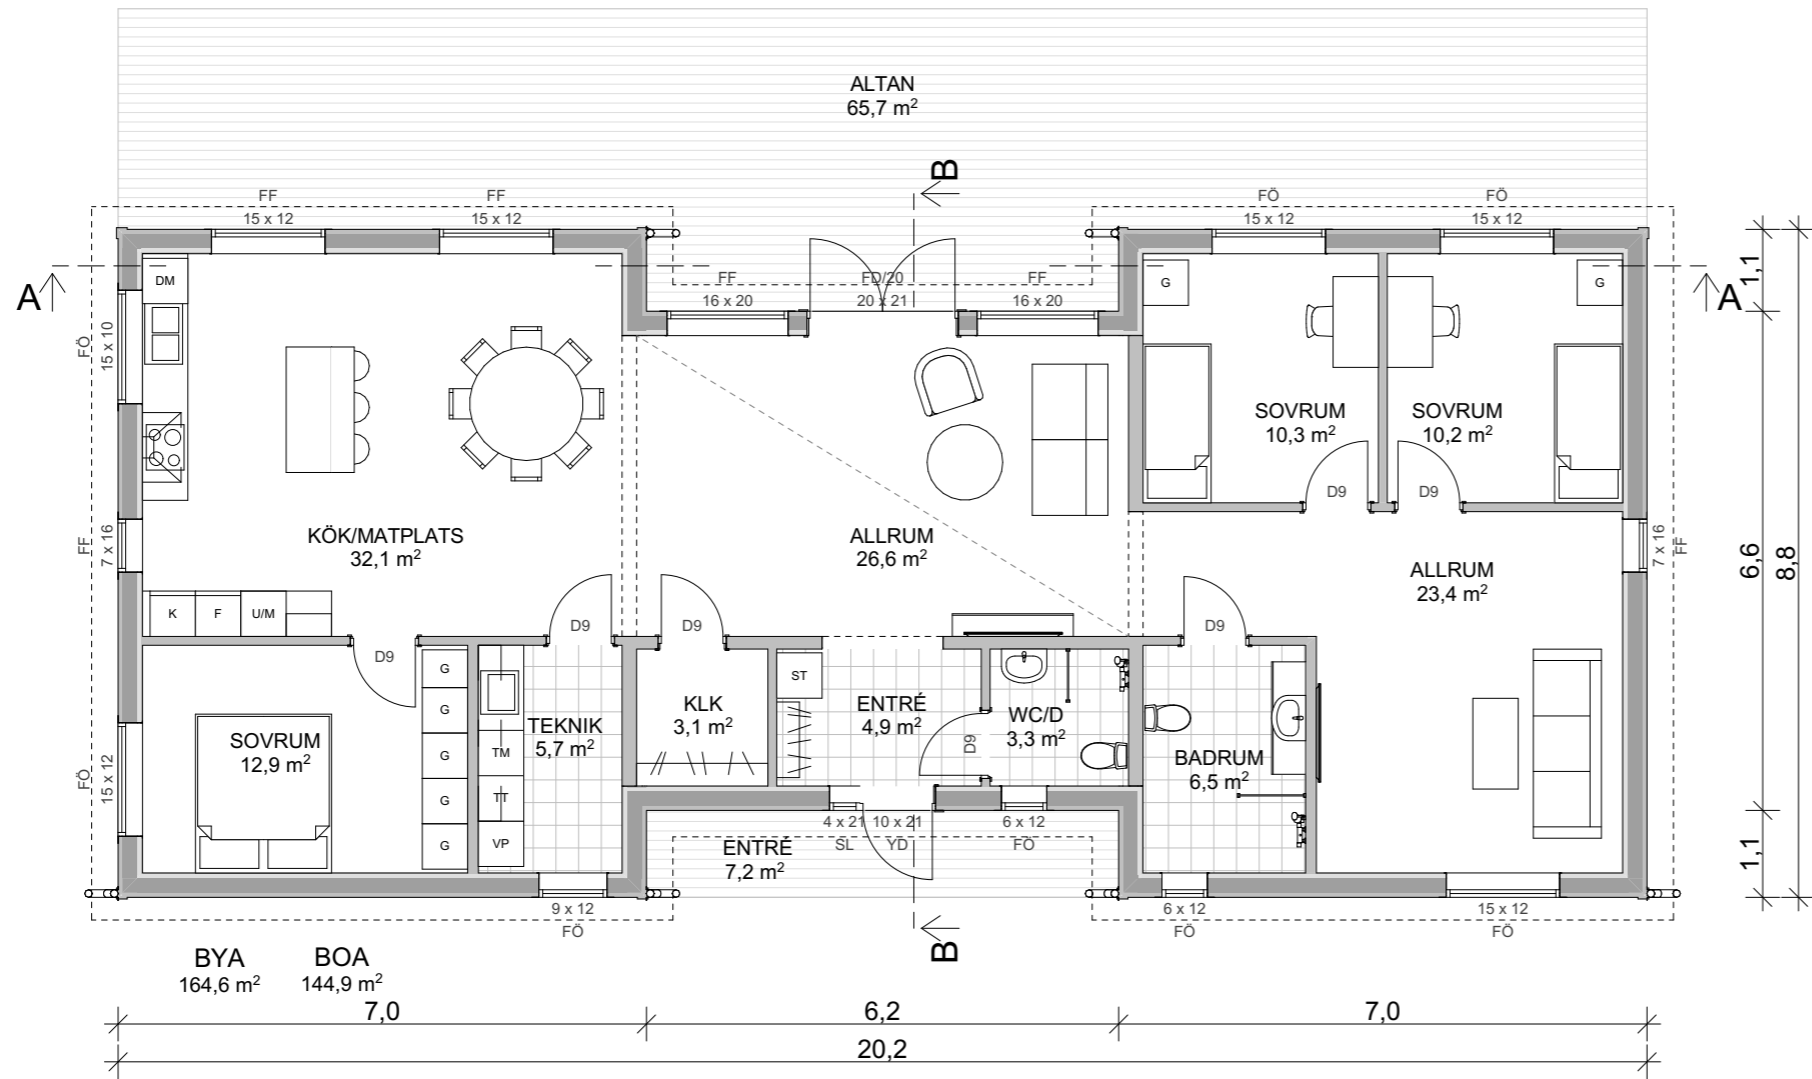 ALTAN
65,7 m²
B
FF
FF
FÖ
FÖ
15 x 12
15 x 12
15 x 12
15 x 12
A
A
DM
FF
FD/20
FF
16 x 20
20 x 21
16 x 20
G
G
1,1
FÖ
15 x 10
SOVRUM
10,3 m²
SOVRUM
10,2 m²
D9
D9
FF
7 x 16
KÖK/MATPLATS
32,1 m²
ALLRUM
26,6 m²
ALLRUM
23,4 m²
7 x 16
FF
6,6
8,8
K
F
U/M
D9
D9
D9
D9
G
G
G
G
G
ST
SOVRUM
12,9 m²
TEKNIK
5,7 m²
KLK
3,1 m²
ENTRÉ
4,9 m²
D9
WC/D
3,3 m²
BADRUM
6,5 m²
TM
TT
VP
FÖ
15 x 12
4 x 21
10 x 21
6 x 12
SL
YD
FÖ
ENTRÉ
7,2 m²
1,1
9 x 12
FÖ
6 x 12
FÖ
15 x 12
FÖ
B
BYA
164,6 m²
BOA
144,9 m²
7,0
6,2
7,0
20,2